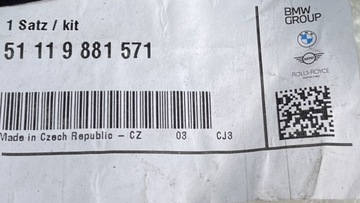 1 Satz / kit
51 11 9 881 571
Made in Czech Republic – CZ 03 CJ3
BMW
GROUP
ROLLS-ROYCE